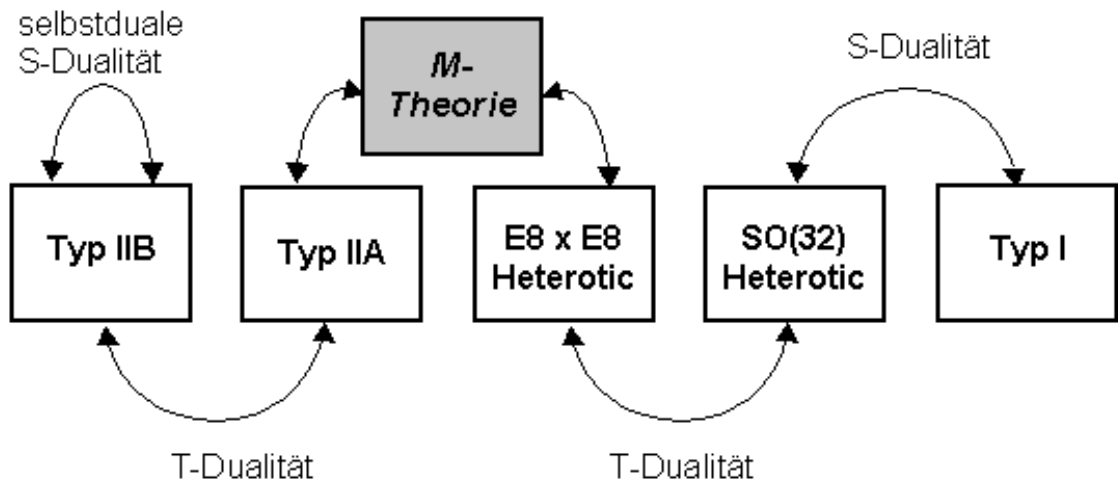 selbstduale
S-Dualität
M-
Theorie
S-Dualität
Typ IIB
Typ IIA
E8 x E8
Heterotic
SO(32)
Heterotic
Typ I
T-Dualität
T-Dualität